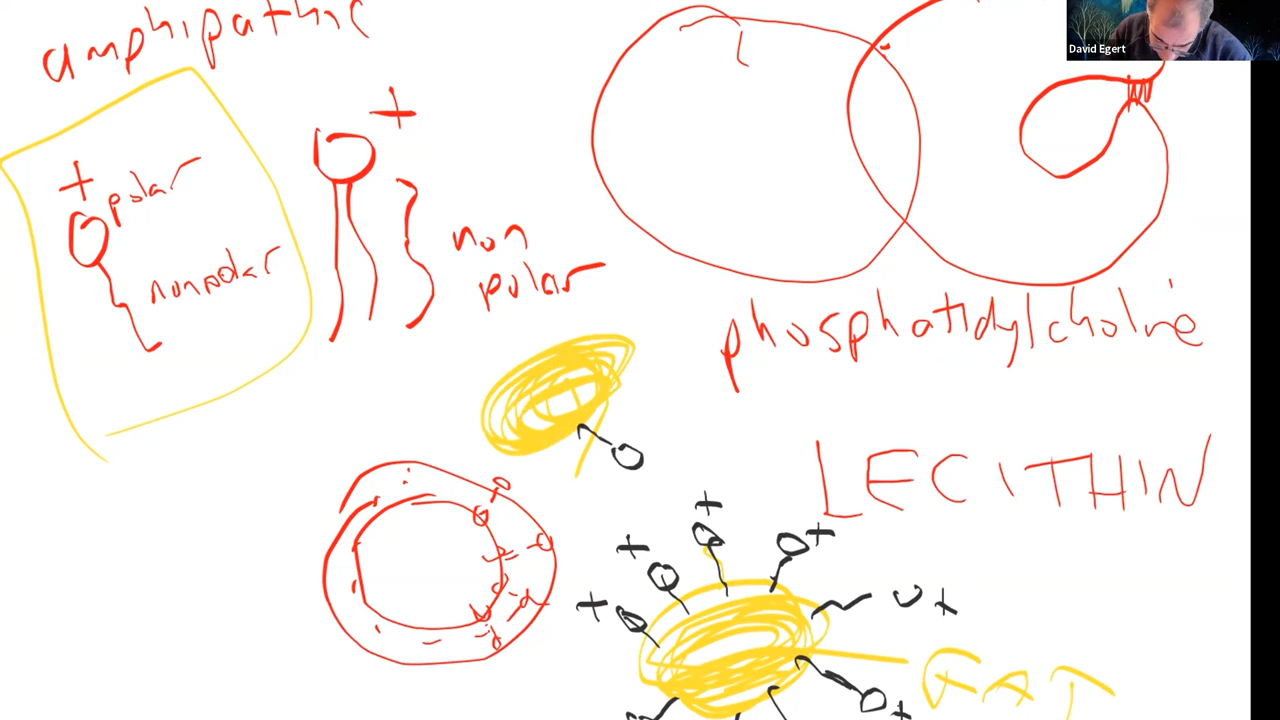 amphipathic
David Egert
+
+
polar
nonpolar
non
polar
phosphatidylcholine
LECITHIN
+
+
+
+
+
+
FAT